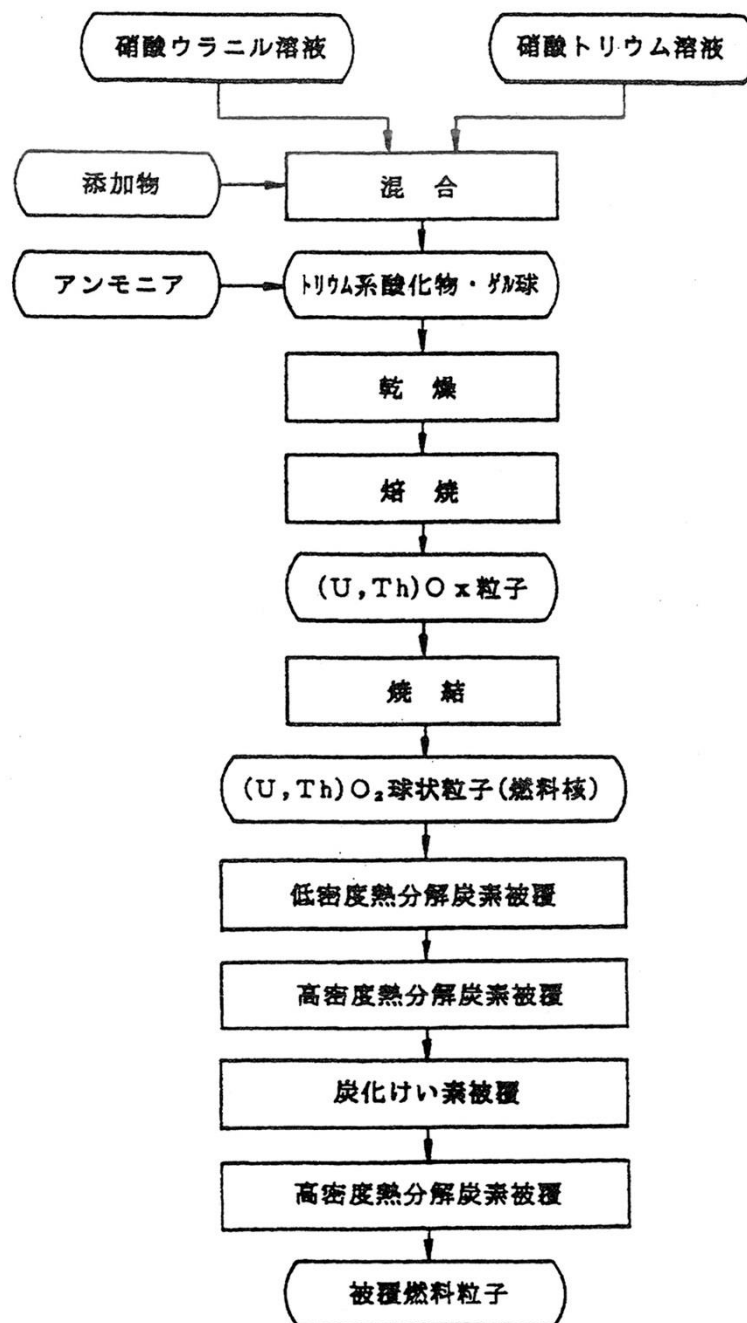 硝酸ウラニル溶液
硝酸トリウム溶液
添加物
混 合
アンモニア
トリウム系酸化物・ゲル球
乾 燥
焙 焼
(U,Th)Ox粒子
焼 結
(U,Th)O₂球状粒子(燃料核)
低密度熱分解炭素被覆
高密度熱分解炭素被覆
炭化けい素被覆
高密度熱分解炭素被覆
被覆燃料粒子